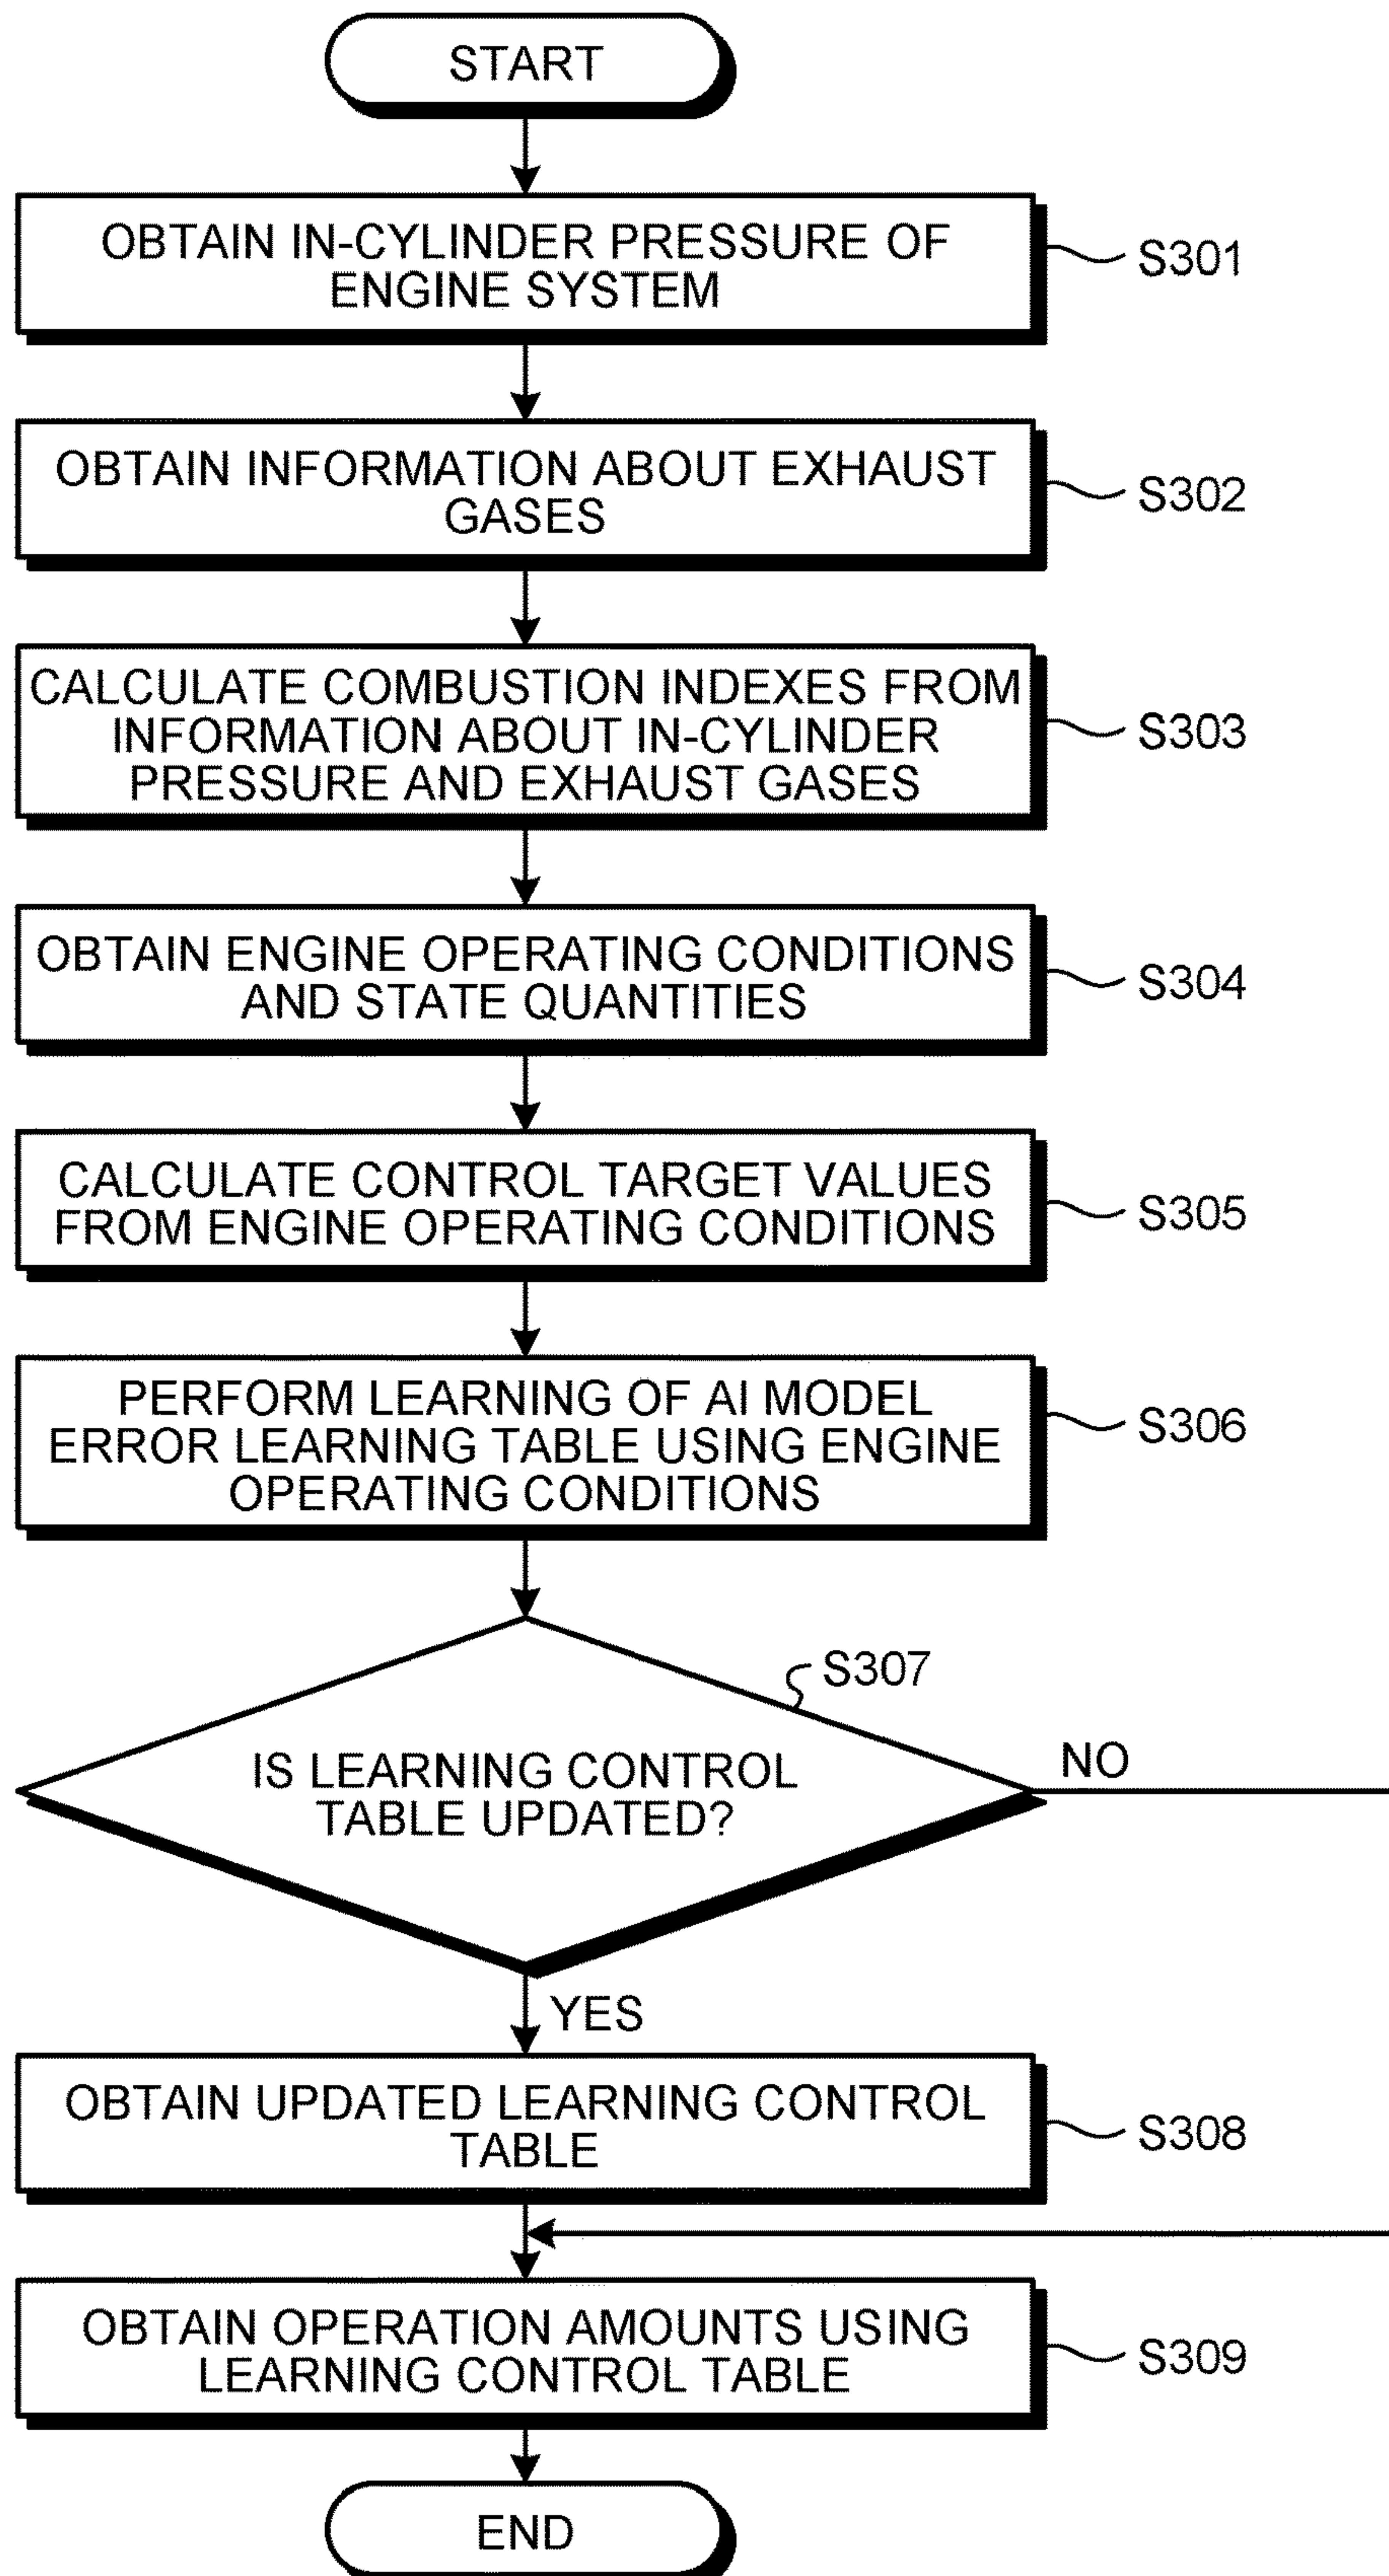 START
OBTAIN IN-CYLINDER PRESSURE OF
ENGINE SYSTEM
S301
OBTAIN INFORMATION ABOUT EXHAUST
GASES
S302
CALCULATE COMBUSTION INDEXES FROM
INFORMATION ABOUT IN-CYLINDER
PRESSURE AND EXHAUST GASES
S303
OBTAIN ENGINE OPERATING CONDITIONS
AND STATE QUANTITIES
S304
CALCULATE CONTROL TARGET VALUES
FROM ENGINE OPERATING CONDITIONS
S305
PERFORM LEARNING OF AI MODEL
ERROR LEARNING TABLE USING ENGINE
OPERATING CONDITIONS
S306
S307
IS LEARNING CONTROL
TABLE UPDATED?
NO
YES
OBTAIN UPDATED LEARNING CONTROL
TABLE
S308
OBTAIN OPERATION AMOUNTS USING
LEARNING CONTROL TABLE
S309
END